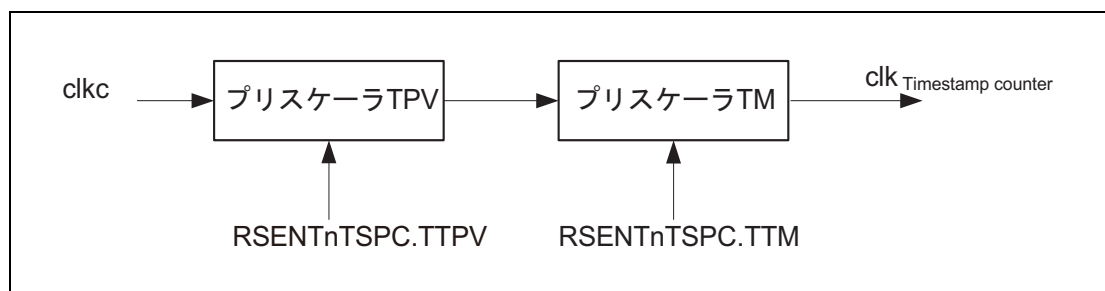 clkc
プリスケーラTPV
プリスケーラTM
clk Timestamp counter
RSENTnTSPC.TTPV
RSENTnTSPC.TTM